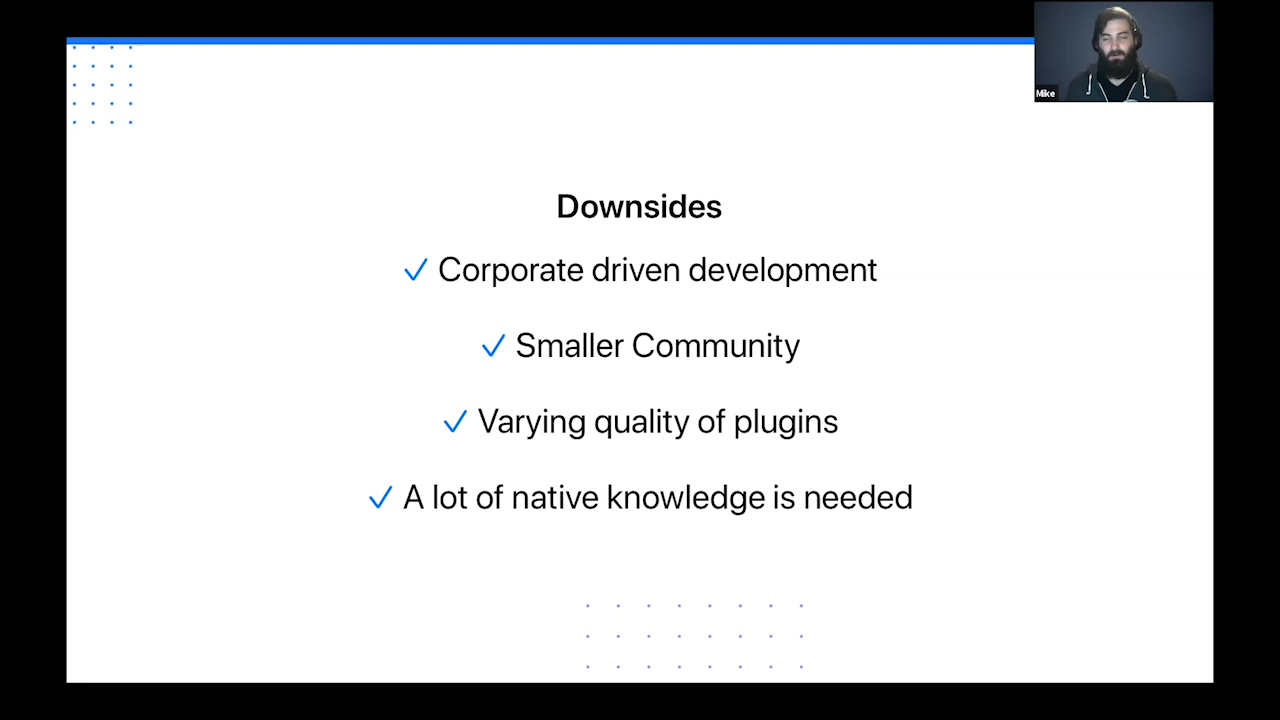 Mike
Downsides
✓ Corporate driven development
✓ Smaller Community
✓ Varying quality of plugins
✓ A lot of native knowledge is needed